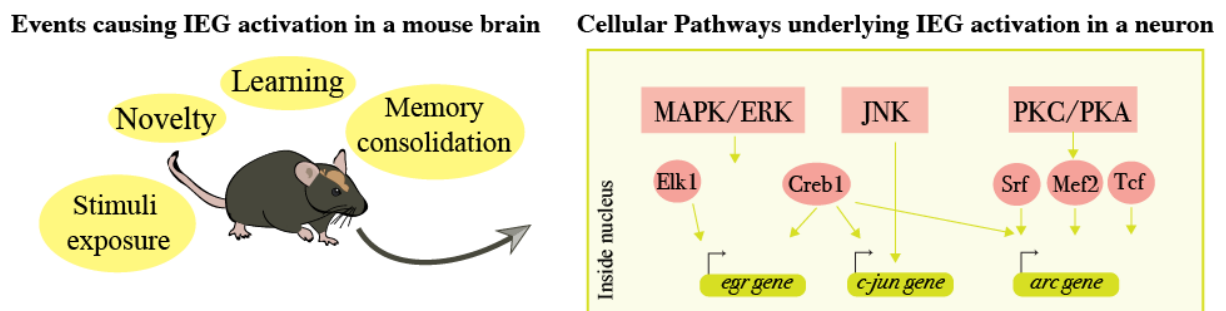 Events causing IEG activation in a mouse brain
Learning
Novelty
Memory
consolidation
Stimuli
exposure
Cellular Pathways underlying IEG activation in a neuron
MAPK/ERK
JNK
PKC/PKA
Elk1
Creb1
Srf
Mef2
Tcf
Inside nucleus
egr gene
c-jun gene
arc gene